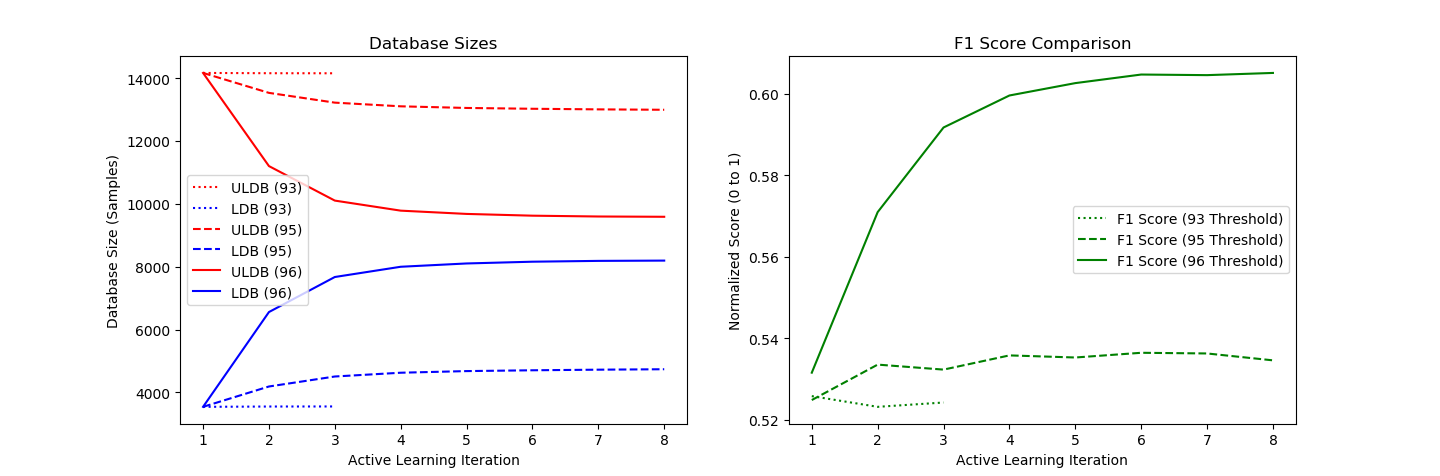 Database Sizes
Database Size (Samples)
14000
12000
10000
8000
6000
4000
ULDB (93)
LDB (93)
ULDB (95)
LDB (95)
ULDB (96)
LDB (96)
1 2 3 4 5 6 7 8
Active Learning Iteration
F1 Score Comparison
Normalized Score (0 to 1)
0.60
0.58
0.56
0.54
0.52
F1 Score (93 Threshold)
F1 Score (95 Threshold)
F1 Score (96 Threshold)
1 2 3 4 5 6 7 8
Active Learning Iteration